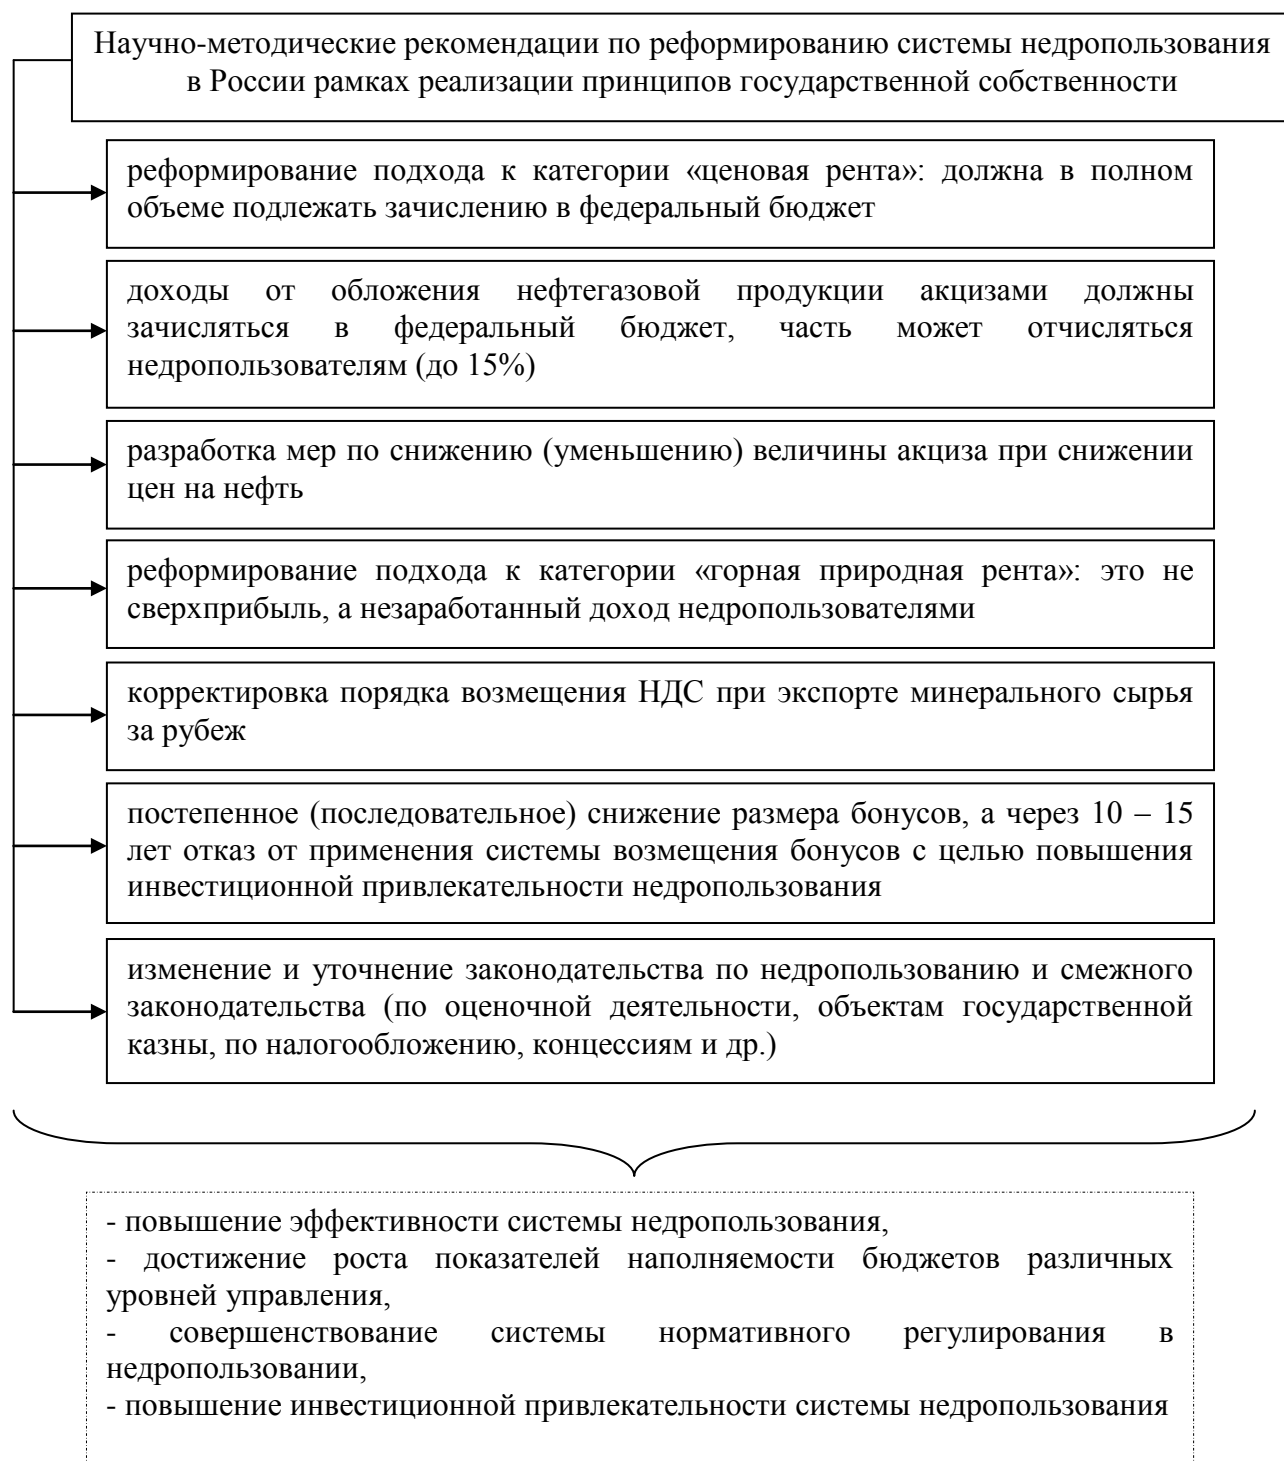 Научно-методические рекомендации по реформированию системы недропользования
в России рамках реализации принципов государственной собственности
реформирование подхода к категории «ценовая рента»: должна в полном
объеме подлежать зачислению в федеральный бюджет
доходы от обложения нефтегазовой продукции акцизами должны
зачисляться в федеральный бюджет, часть может отчисляться
недропользователям (до 15%)
разработка мер по снижению (уменьшению) величины акциза при снижении
цен на нефть
реформирование подхода к категории «горная природная рента»: это не
сверхприбыль, а незаработанный доход недропользователями
корректировка порядка возмещения НДС при экспорте минерального сырья
за рубеж
постепенное (последовательное) снижение размера бонусов, а через 10 – 15
лет отказ от применения системы возмещения бонусов с целью повышения
инвестиционной привлекательности недропользования
изменение и уточнение законодательства по недропользованию и смежного
законодательства (по оценочной деятельности, объектам государственной
казны, по налогообложению, концессиям и др.)
- повышение эффективности системы недропользования,
- достижение роста показателей наполняемости бюджетов различных
уровней управления,
- совершенствование системы нормативного регулирования в
недропользовании,
- повышение инвестиционной привлекательности системы недропользования